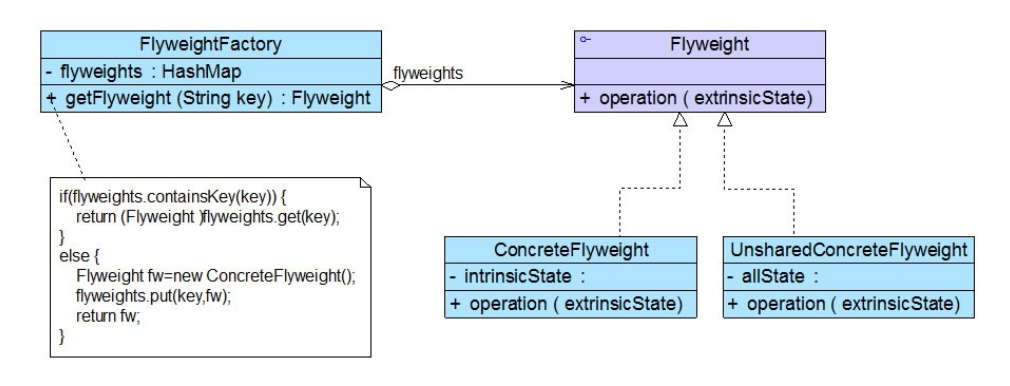 FlyweightFactory
- flyweights : HashMap
+ getFlyweight (String key) : Flyweight
flyweights
Flyweight
+ operation ( extrinsicState)
if(flyweights.containsKey(key)) {
return (Flyweight )flyweights.get(key);
}
else {
Flyweight fw=new ConcreteFlyweight();
flyweights.put(key,fw);
return fw;
}
ConcreteFlyweight
- intrinsicState :
+ operation ( extrinsicState)
UnsharedConcreteFlyweight
- allState :
+ operation ( extrinsicState)